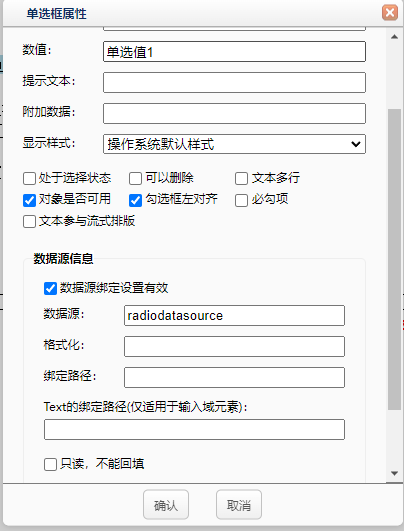 单选框属性
数值: 单选值1
提示文本:
附加数据:
显示样式: 操作系统默认样式
处于选择状态 可以删除 文本多行
对象是否可用 勾选框左对齐 必勾项
文本参与流式排版
数据源信息
数据源绑定设置有效
数据源: radiodatasource
格式化:
绑定路径:
Text的绑定路径(仅适用于输入域元素):
只读，不能回填
确认 取消